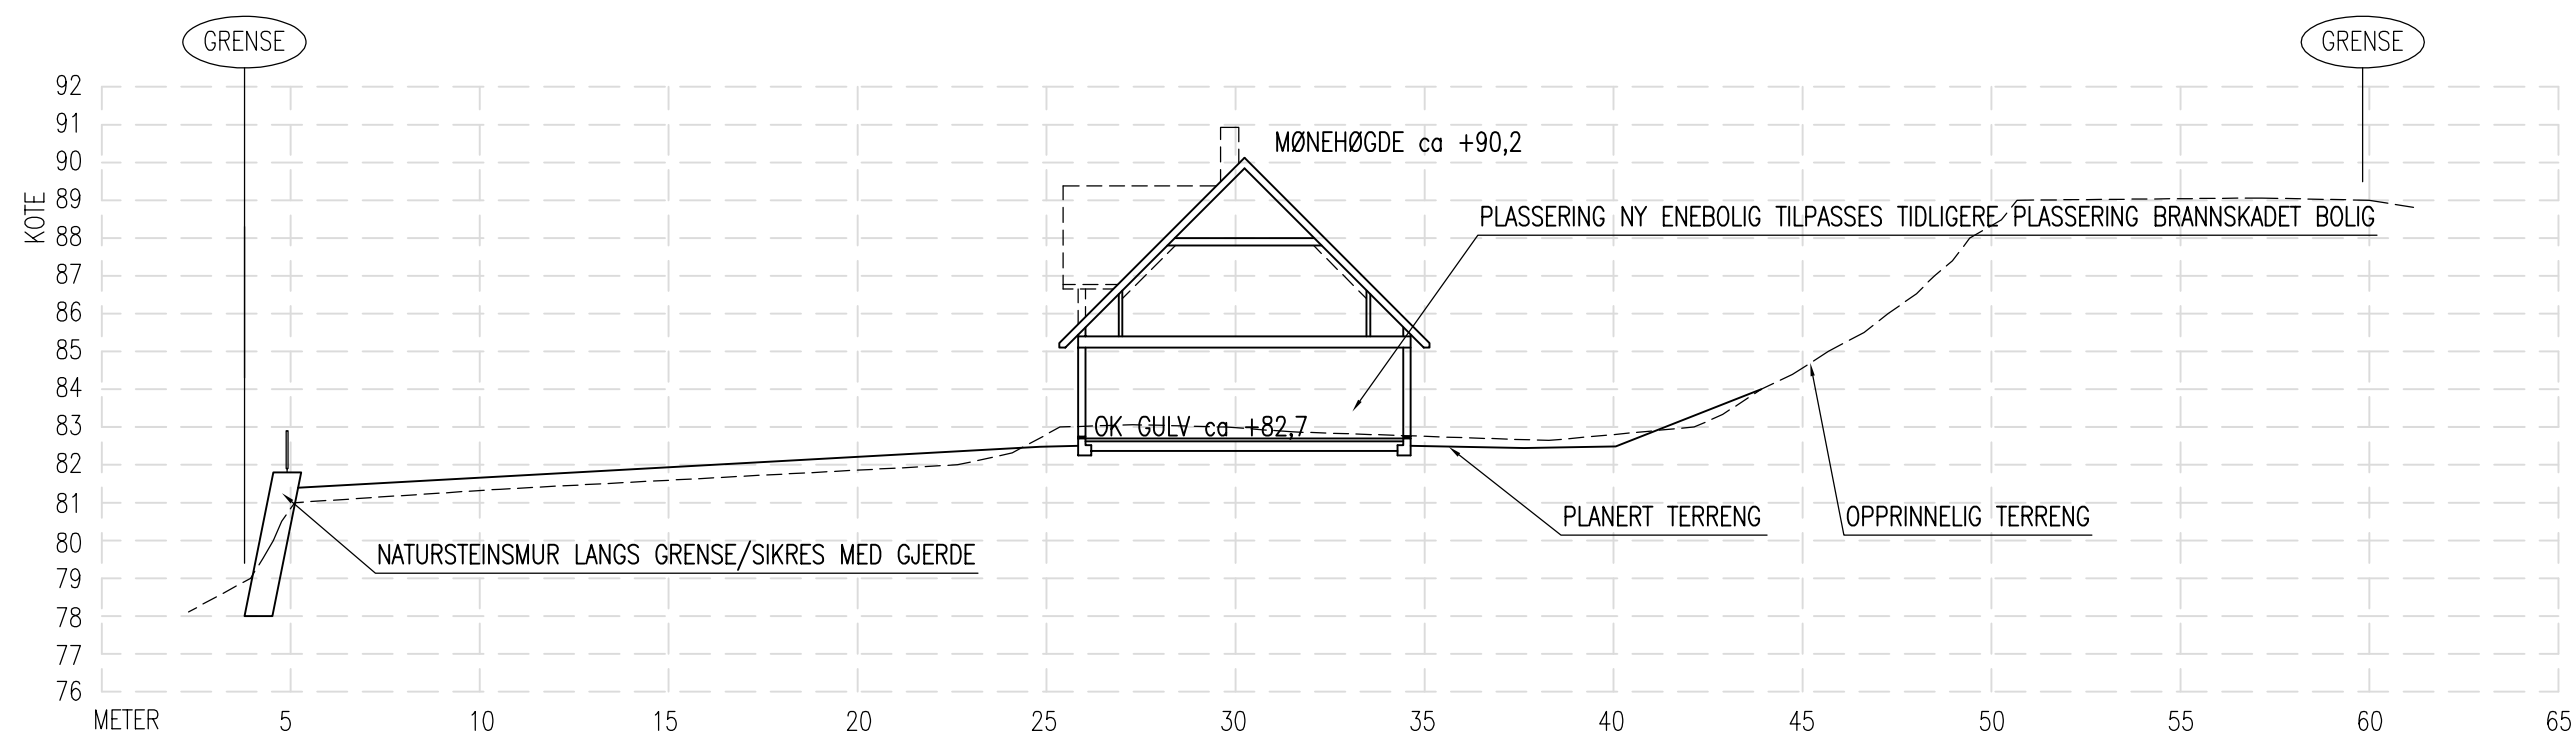 GRENSE
GRENSE
92
91
MØNEHØGDE ca +90,2
90
89
KOTE
PLASSERING NY ENEBOLIG TILPASSES TIDLIGERE PLASSERING BRANNSKADET BOLIG
88
87
86
85
84
83
OK GULV ca +82,7
82
81
PLANERT TERRENG
OPPRINNELIG TERRENG
80
NATURSTEINSMUR LANGS GRENSE/SIKRES MED GJERDE
79
78
77
76
METER 5 10 15 20 25 30 35 40 45 50 55 60 65